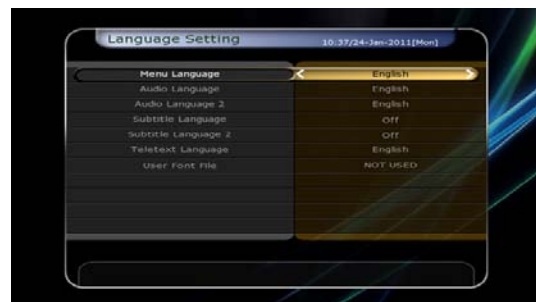 Language Setting 10:37/24-Jan-2011[Mon]
Menu Language English
Audio Language English
Audio Language 2 English
Subtitle Language Off
Subtitle Language 2 Off
Teletext Language English
User Font File NOT USED